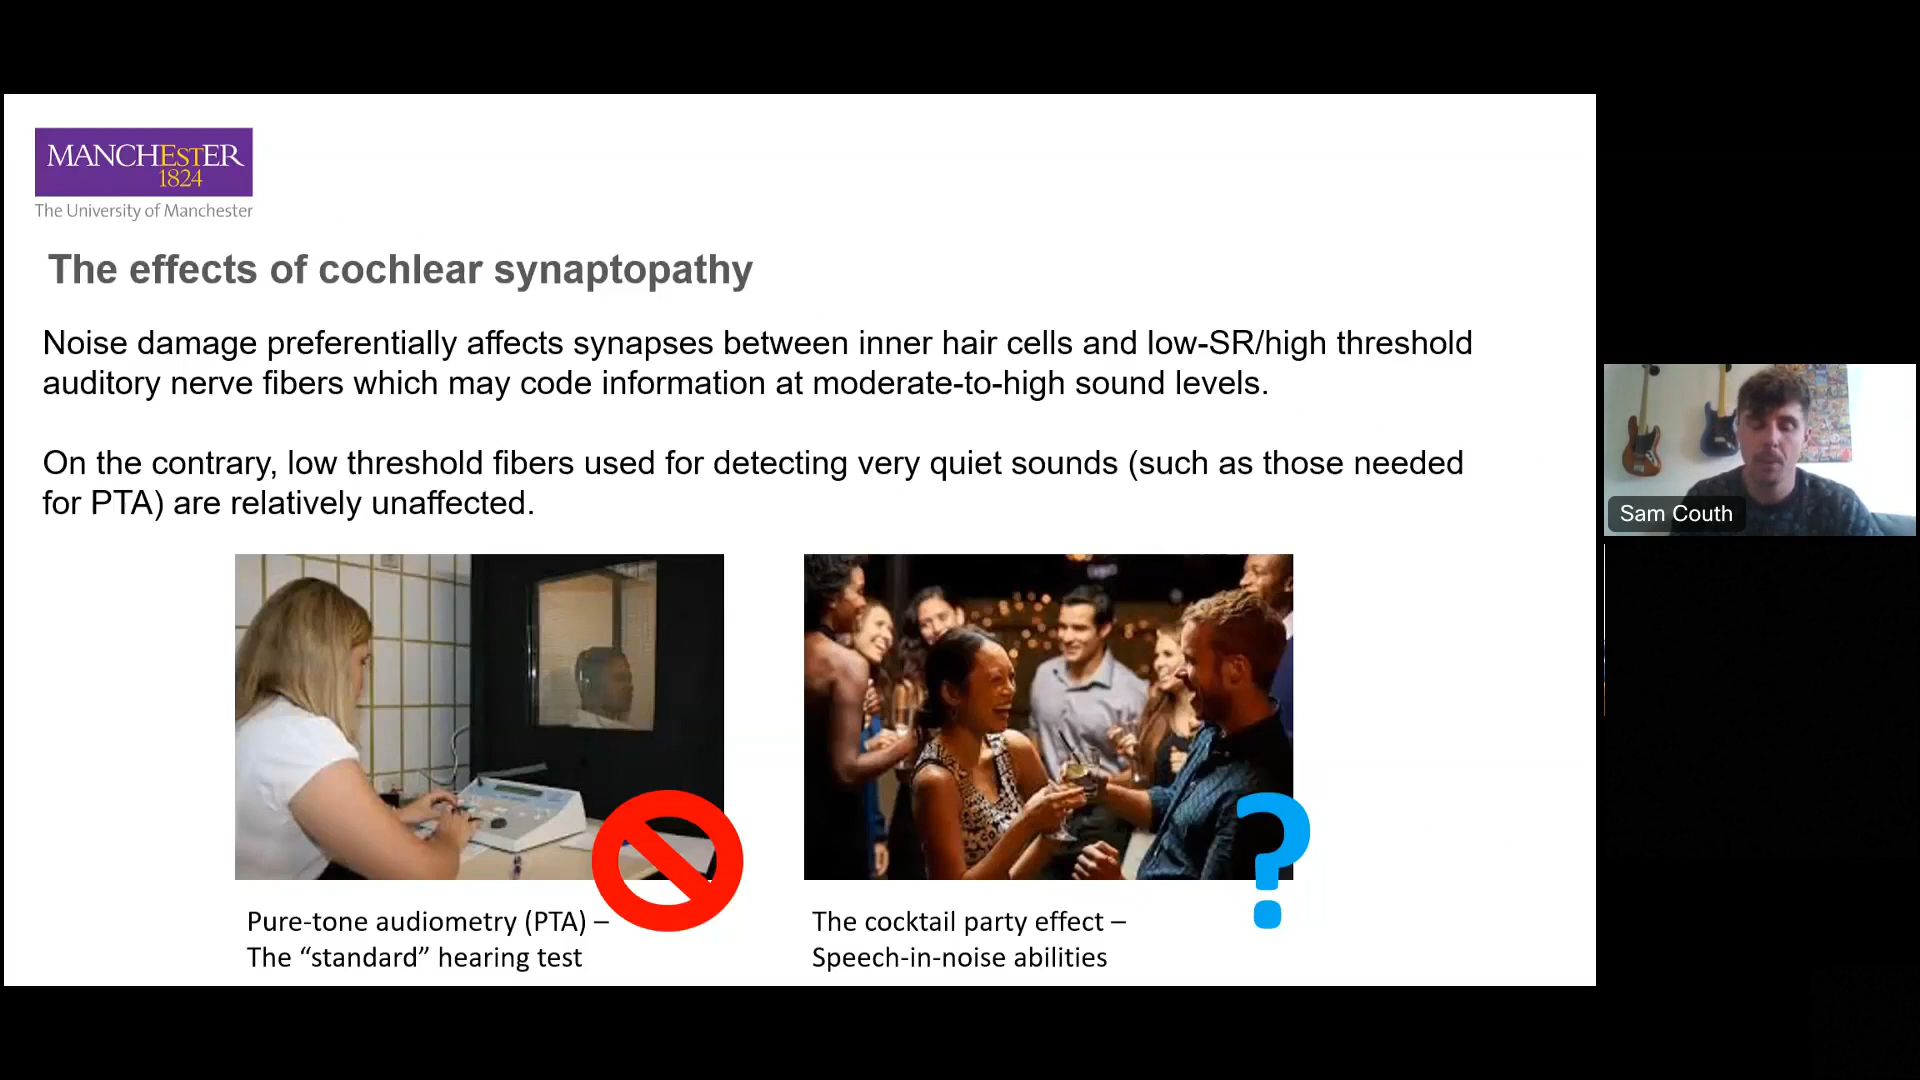 MANCHESTER
1824
The University of Manchester
The effects of cochlear synaptopathy
Noise damage preferentially affects synapses between inner hair cells and low-SR/high threshold
auditory nerve fibers which may code information at moderate-to-high sound levels.
On the contrary, low threshold fibers used for detecting very quiet sounds (such as those needed
for PTA) are relatively unaffected.
Sam Couth
?
Pure-tone audiometry (PTA) –
The “standard” hearing test
The cocktail party effect –
Speech-in-noise abilities